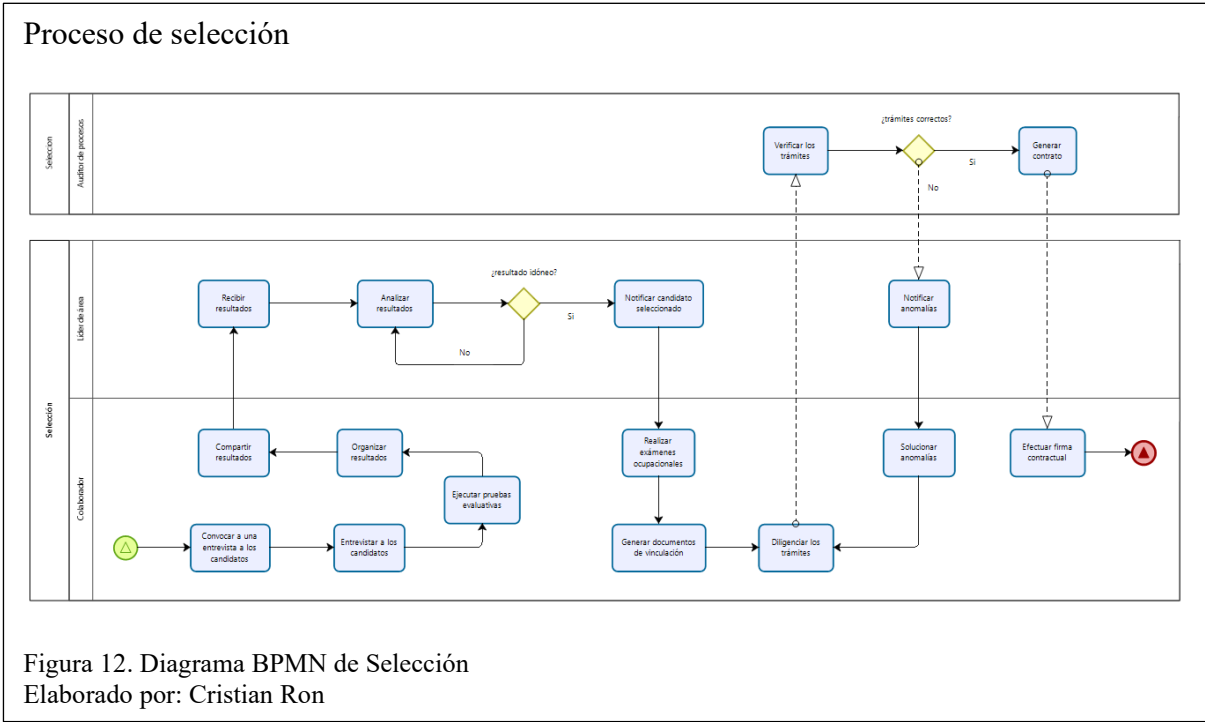 Proceso de selección
Seleccion
Auditor de procesos
Verificar los
trámites
¿trámites correctos?
Si
No
Generar
contrato
Selección
Lider de área
Recibir
resultados
Analizar
resultados
¿resultado idóneo?
Si
No
Notificar candidato
seleccionado
Notificar
anomalías
Colaborador
Compartir
resultados
Organizar
resultados
Ejecutar pruebas
evaluativas
Convocar a una
entrevista a los
candidatos
Entrevistar a los
candidatos
Realizar
exámenes
ocupacionales
Generar documentos
de vinculación
Diligenciar los
trámites
Solucionar
anomalías
Efectuar firma
contractual
Figura 12. Diagrama BPMN de Selección
Elaborado por: Cristian Ron